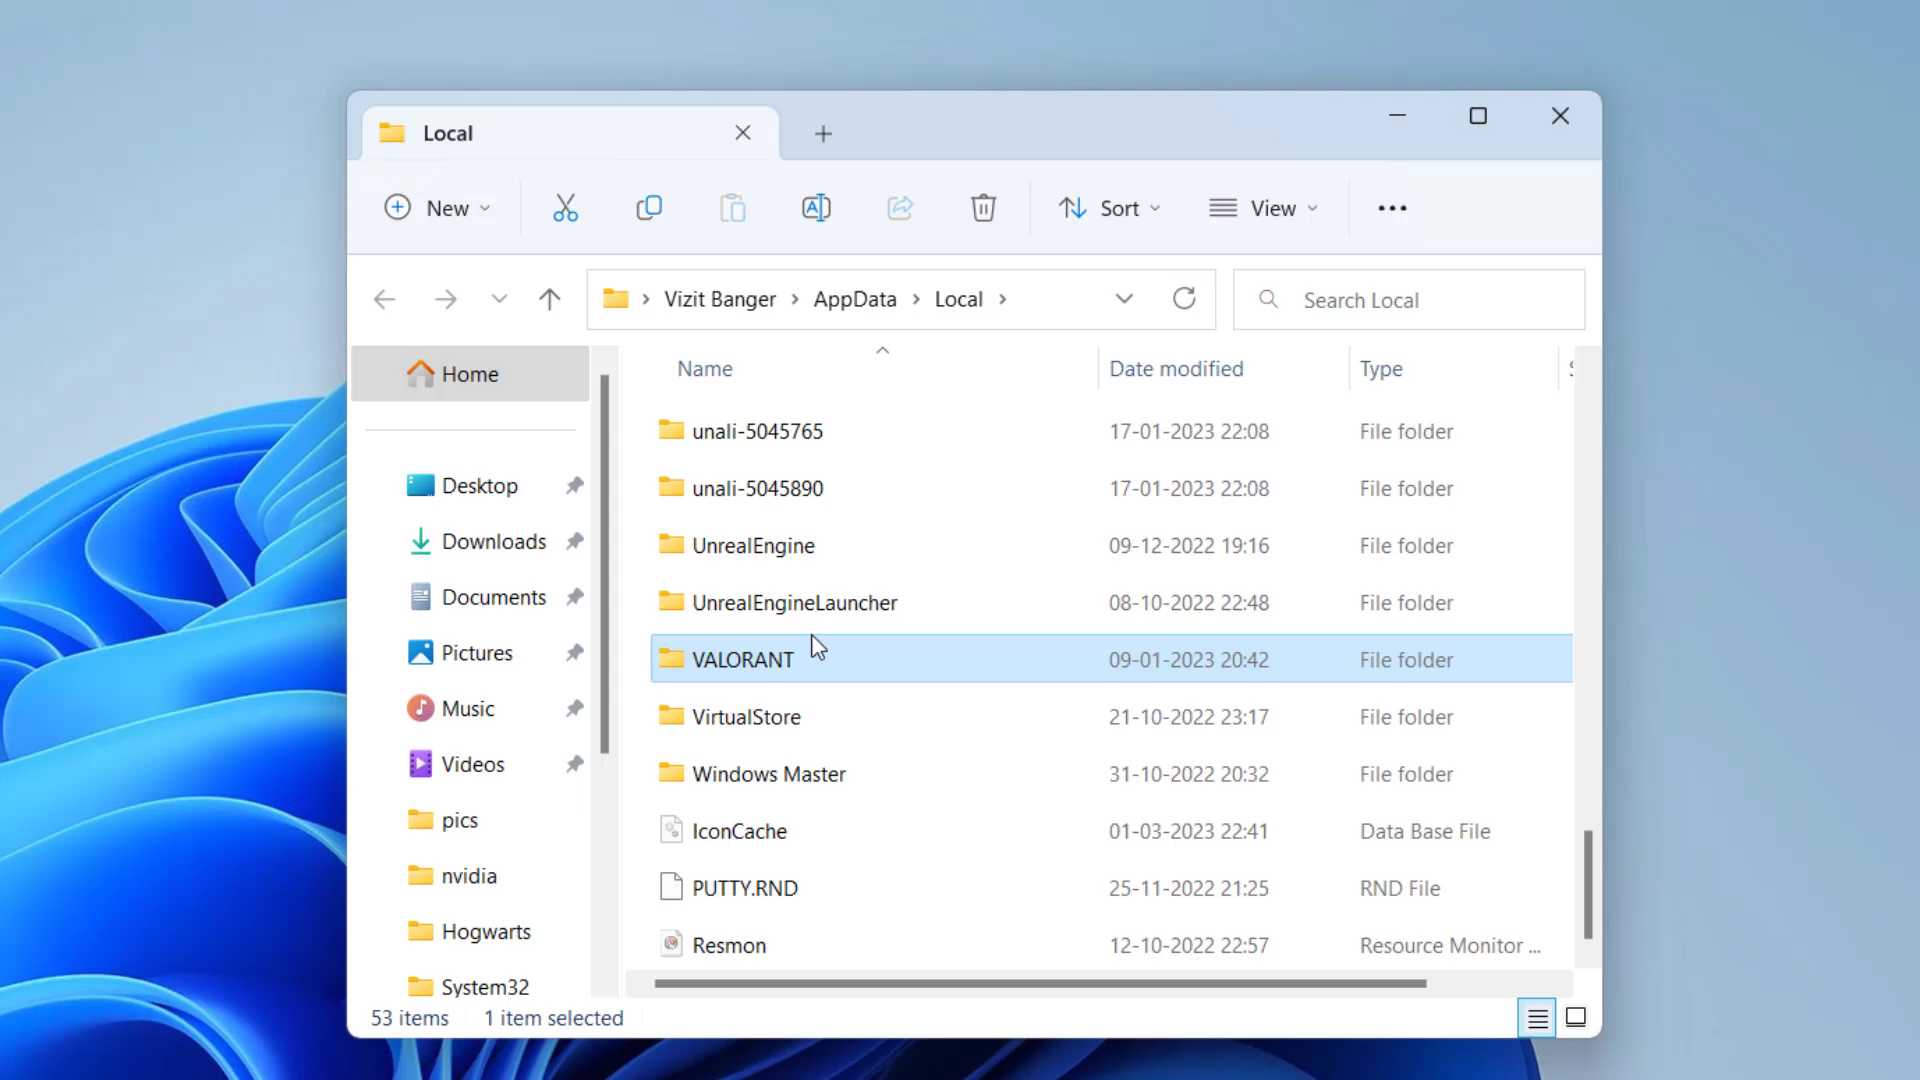 Local
New
Sort
View
Vizit Banger
AppData
Local
Search Local
Home
Desktop
Downloads
Documents
Pictures
Music
Videos
pics
nvidia
Hogwarts
System32
Name Date modified Type
unali-5045765 17-01-2023 22:08 File folder
unali-5045890 17-01-2023 22:08 File folder
UnrealEngine 09-12-2022 19:16 File folder
UnrealEngineLauncher 08-10-2022 22:48 File folder
VALORANT 09-01-2023 20:42 File folder
VirtualStore 21-10-2022 23:17 File folder
Windows Master 31-10-2022 20:32 File folder
IconCache 01-03-2023 22:41 Data Base File
PUTTY.RND 25-11-2022 21:25 RND File
Resmon 12-10-2022 22:57 Resource Monitor ...
53 items 1 item selected